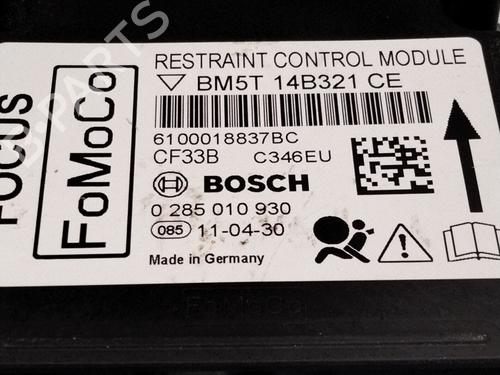 RESTRAINT CONTROL MODULE
BM5T 14B321 CE
6100018837BC
CF33B C346EU
BOSCH
0 285 010 930
085 11-04-30
Made in Germany
FOCUS
FoMoCo
FoMoCo